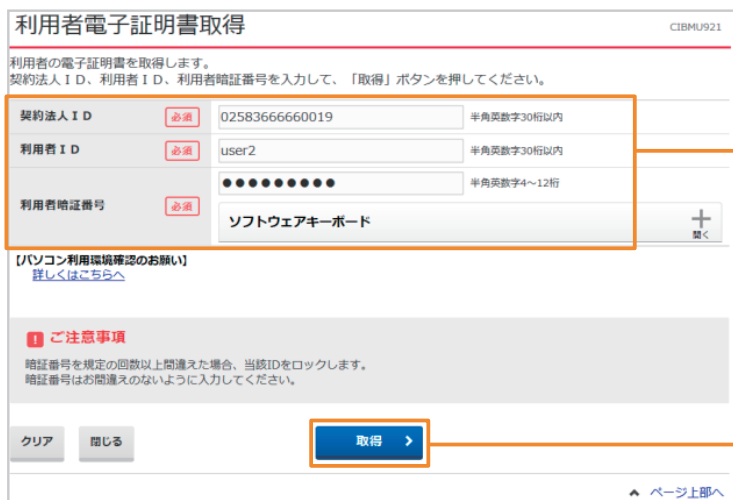 利用者電子証明書取得
CIBMU921
利用者の電子証明書を取得します。
契約法人ＩＤ、利用者ＩＤ、利用者暗証番号を入力して、「取得」ボタンを押してください。
契約法人ＩＤ 必須 02583666660019 半角英数字30桁以内
利用者ＩＤ 必須 user2 半角英数字30桁以内
利用者暗証番号 必須 ●●●●●●●●● 半角英数字4～12桁
ソフトウェアキーボード 開く
【パソコン利用環境確認のお願い】
詳しくはこちらへ
! ご注意事項
暗証番号を規定の回数以上間違えた場合、当該IDをロックします。
暗証番号はお間違えのないように入力してください。
クリア 閉じる 取得
ページ上部へ